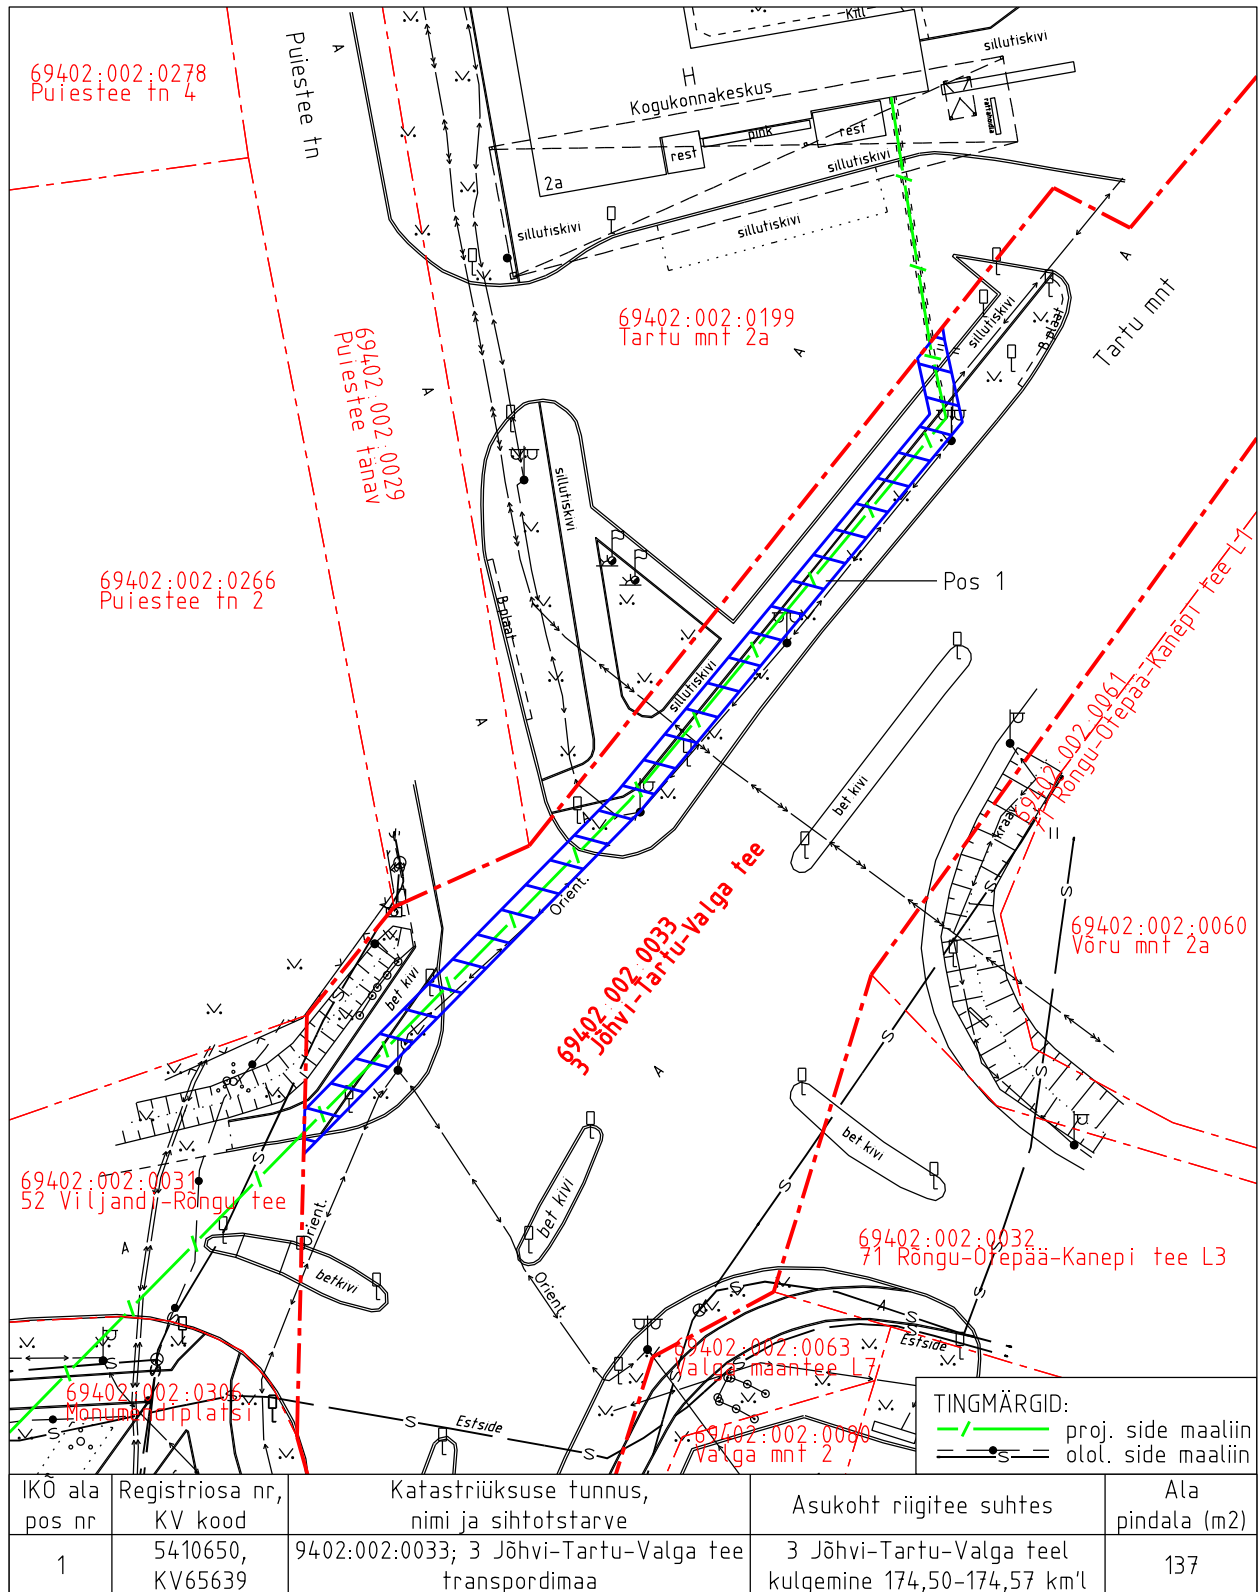 69402:002:0278
Puiestee tn 4
Puiestee tn
A
Kogukonnakeskus
H
Kill
sillutiskivi
rest
pink
rest
2a
sillutiskivi
sillutiskivi
sillutiskivi
A
Tartu mnt
69402:002:0199
Tartu mnt 2a
A
sillutiskivi
B.plaat
69402:002:0029
Puiestee tänav
A
sillutiskivi
69402:002:0266
Puiestee tn 2
B.plaat
A
Pos 1
sillutiskivi
69402:002:0061
71 Rõngu-Otepää-Kanepi tee L1
bet kivi
kraav
A
Orient.
69402:002:0033
3 Jõhvi-Tartu-Valga tee
69402:002:0060
Võru mnt 2a
bet kivi
A
S
bet kivi
69402:002:0031
52 Viljandi-Rõngu tee
A
Orient.
bet kivi
betkivi
Orient.
69402:002:0032
71 Rõngu-Otepää-Kanepi tee L3
A
Estside
69402:002:0063
Valga maantee L7
69402:002:0306
Monumendiplatsi
Estside
69402:002:0080
Valga mnt 2
TINGMÄRGID:
proj. side maaliin
olol. side maaliin
IKÕ ala pos nr
Registriosa nr, KV kood
Katastriüksuse tunnus, nimi ja sihtotstarve
Asukoht riigitee suhtes
Ala pindala (m2)
1
5410650, KV65639
9402:002:0033; 3 Jõhvi-Tartu-Valga tee transpordimaa
3 Jõhvi-Tartu-Valga teel kulgemine 174,50-174,57 km'l
137